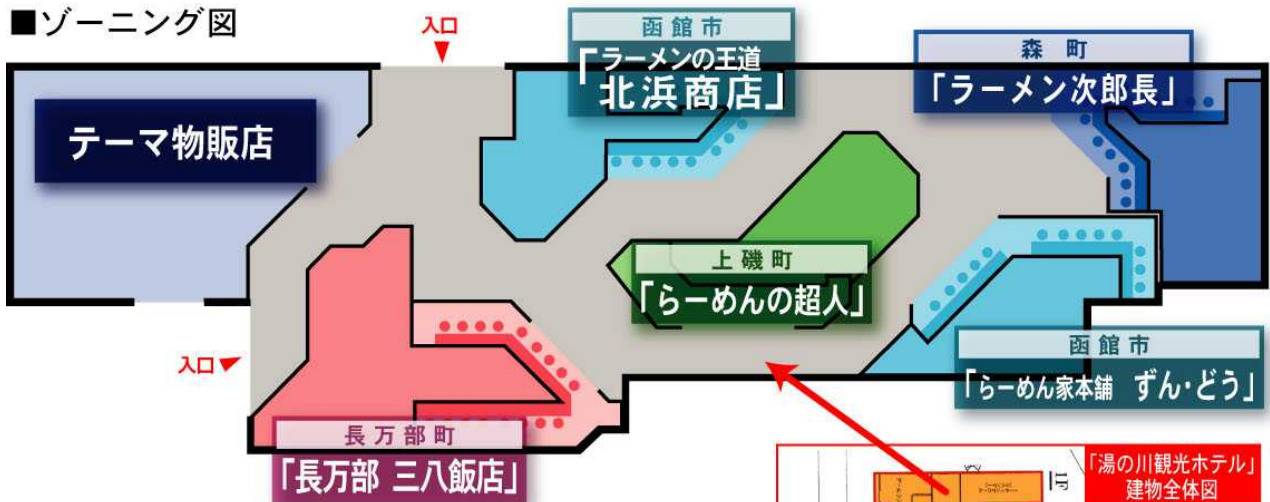 ■ゾーニング図
入口
函館市
「ラーメンの王道
北浜商店」
森町
「ラーメン次郎長」
テーマ物販店
上磯町
「らーめんの超人」
入口
函館市
「らーめん家本舗 ずん・どう」
長万部町
「長万部 三八飯店」
「湯の川観光ホテル」
建物全体図
1F